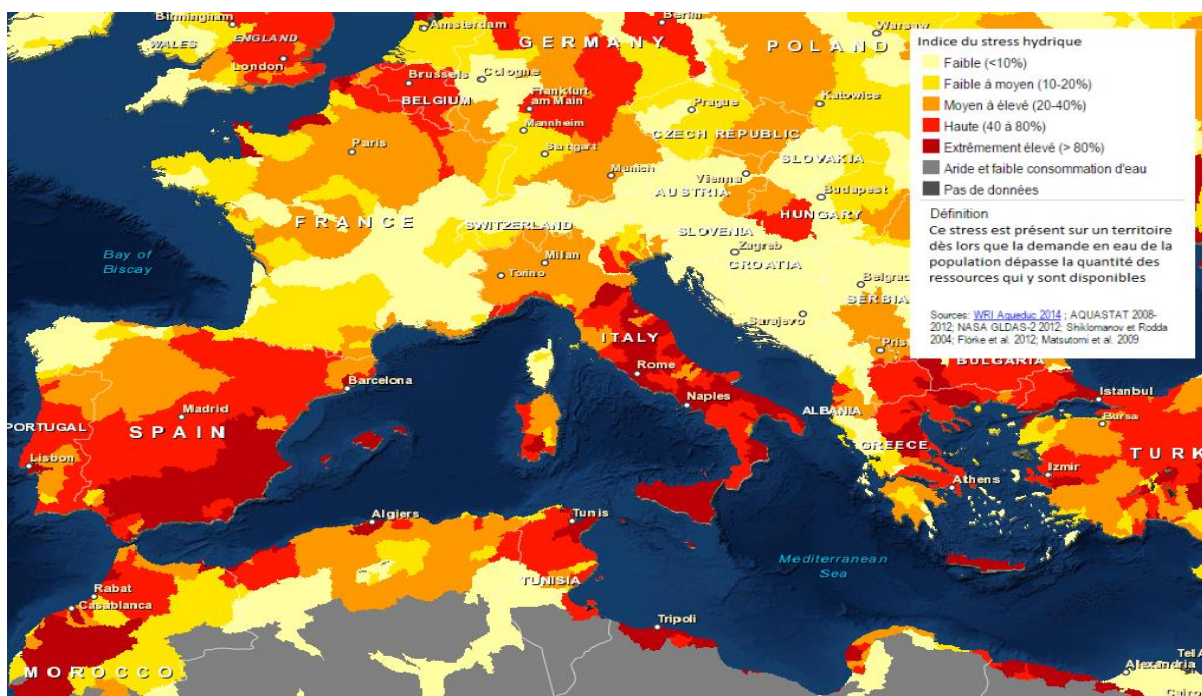 Birmingham
WALES
ENGLAND
London
Amsterdam
Berlin
Warsaw
GERMANY
POLAND
Brussels
Cologne
BELGIUM
Frankfurt
am Main
Prague
Katowice
Mannheim
CZECH REPUBLIC
Paris
Stuttgart
SLOVAKIA
Munich
Vienna
AUSTRIA
Budapest
FRANCE
SWITZERLAND
HUNGARY
SLOVENIA
Zagreb
Bay of
Biscay
Milan
Torino
CROATIA
Belgrad
SERBIA
Sarajevo
ITALY
Pris
BULGARIA
Rome
Barcelona
Istanbul
Naples
ALBANIA
Bursa
Madrid
PORTUGAL
SPAIN
GREECE
TURK
Lisbon
Izmir
Athens
Algiers
Tunis
Mediterranean
Sea
TUNISIA
Rabat
Casablanca
Tripoli
MOROCCO
Alexandria
Tell A
Cairo
Indice du stress hydrique
Faible (<10%)
Faible à moyen (10-20%)
Moyen à élevé (20-40%)
Haute (40 à 80%)
Extrêmement élevé (> 80%)
Aride et faible consommation d'eau
Pas de données
Définition
Ce stress est présent sur un territoire
dès lors que la demande en eau de la
population dépasse la quantité des
ressources qui y sont disponibles
Sources: WRI Aqueduc 2014 ; AQUASTAT 2008-
2012; NASA GLDAS-2 2012; Shiklomanov et Rodda
2004; Flörke et al. 2012; Matsutomi et al. 2009